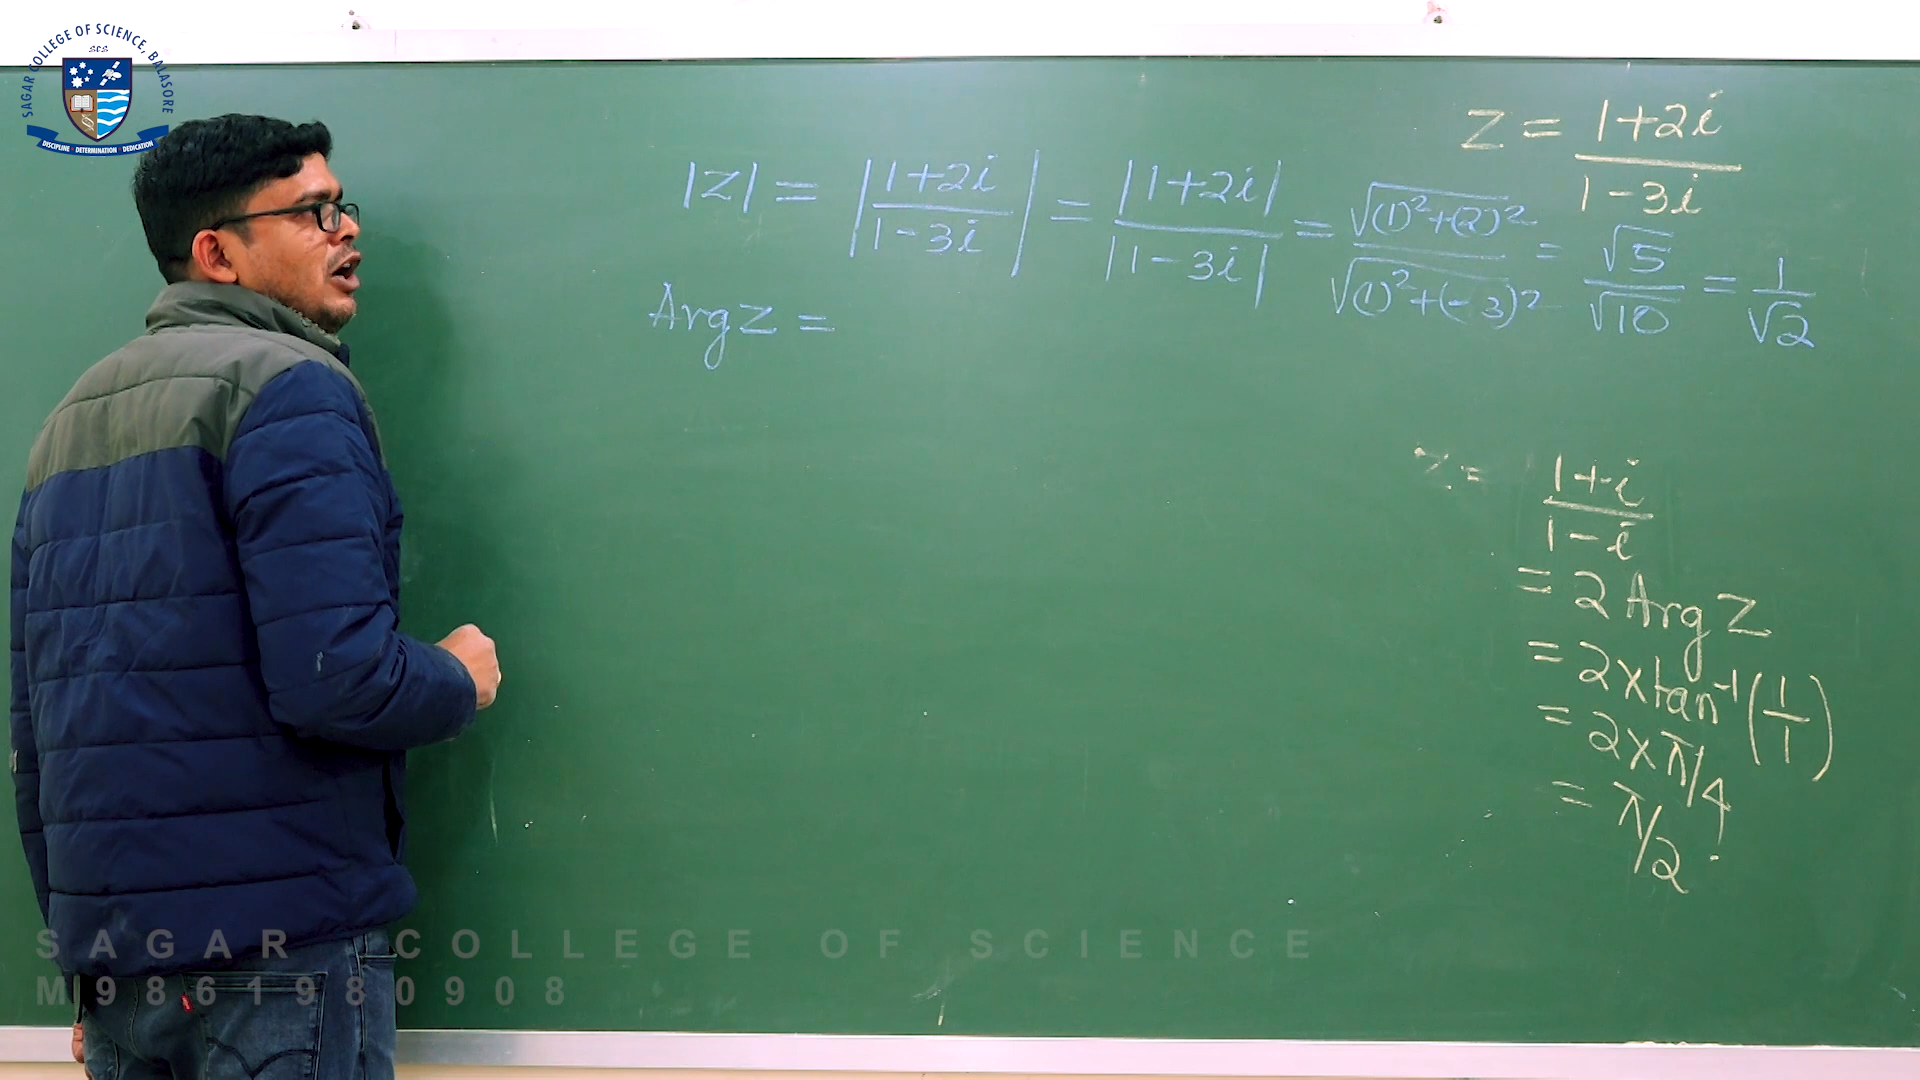 SAGAR COLLEGE OF SCIENCE, BALASORE
SCS
DISCIPLINE · DETERMINATION · DEDICATION
z = (1+2i)/(1-3i)
|z| = |(1+2i)/(1-3i)| = |1+2i|/|1-3i| = √((1)²+(2)²)/√((1)²+(-3)²) = √5/√10 = 1/√2
Arg z =
z = (1+i)/(1-i)
= 2 Arg z
= 2×tan⁻¹(1/1)
= 2×π/4
= π/2
SAGAR COLLEGE OF SCIENCE
M9861980908